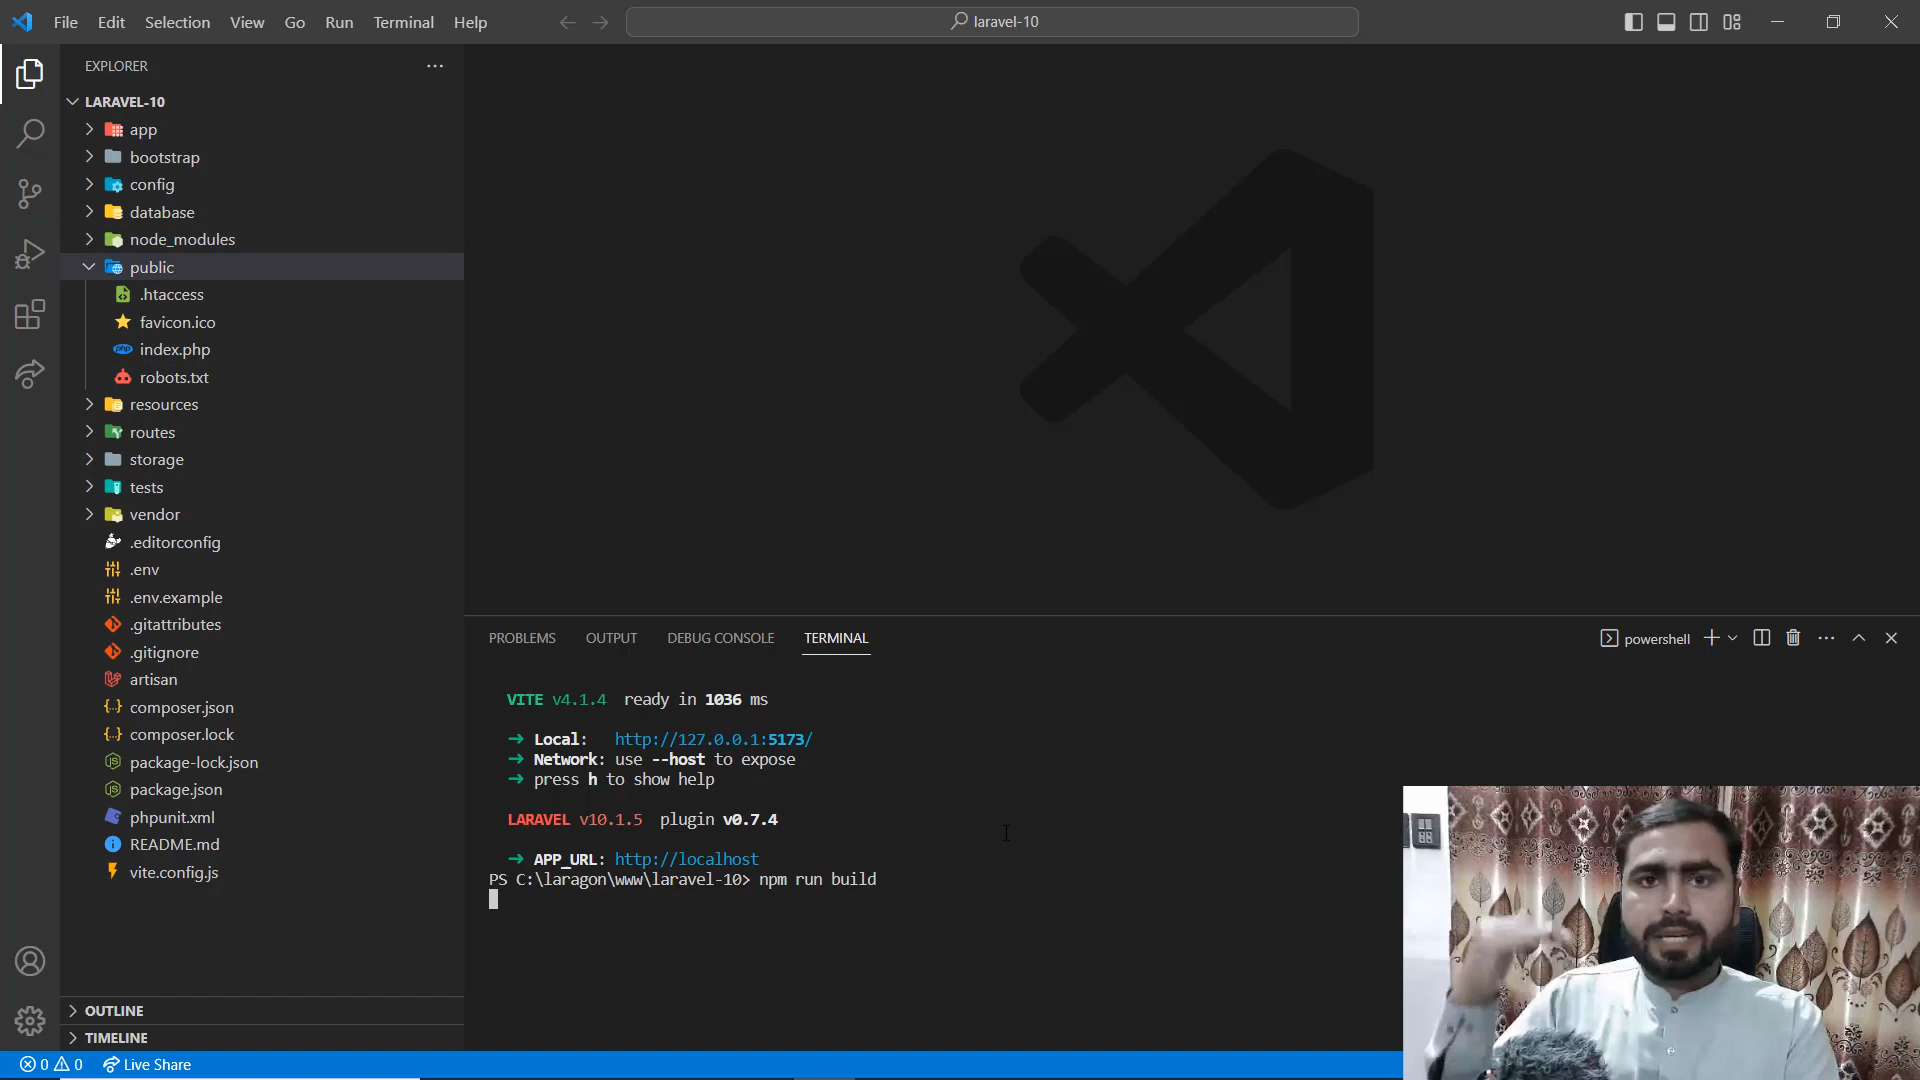 File Edit Selection View Go Run Terminal Help
laravel-10
EXPLORER
LARAVEL-10
app
bootstrap
config
database
node_modules
public
.htaccess
favicon.ico
php index.php
robots.txt
resources
routes
storage
tests
vendor
.editorconfig
.env
.env.example
.gitattributes
.gitignore
artisan
composer.json
composer.lock
package-lock.json
package.json
phpunit.xml
README.md
vite.config.js
OUTLINE
TIMELINE
PROBLEMS OUTPUT DEBUG CONSOLE TERMINAL
powershell
VITE v4.1.4 ready in 1036 ms
➜ Local: http://127.0.0.1:5173/
➜ Network: use --host to expose
➜ press h to show help
LARAVEL v10.1.5 plugin v0.7.4
➜ APP_URL: http://localhost
PS C:\laragon\www\laravel-10> npm run build
0 0 Live Share